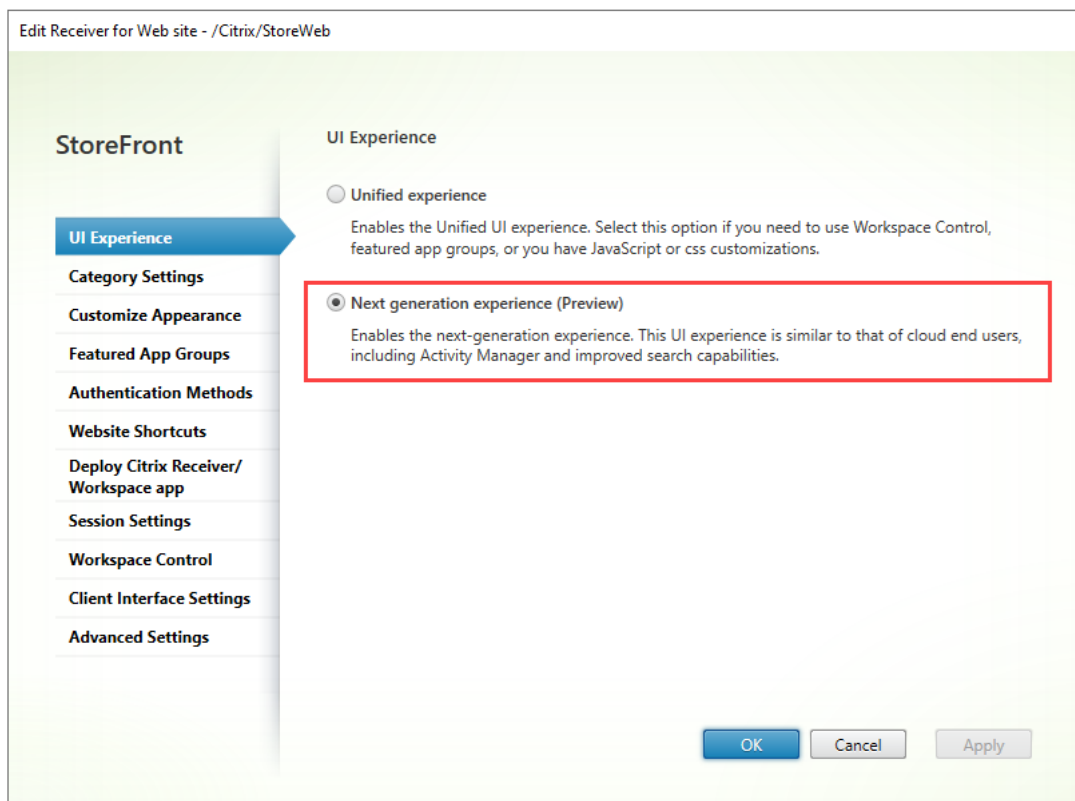 Edit Receiver for Web site - /Citrix/StoreWeb
StoreFront
UI Experience
Category Settings
Customize Appearance
Featured App Groups
Authentication Methods
Website Shortcuts
Deploy Citrix Receiver/
Workspace app
Session Settings
Workspace Control
Client Interface Settings
Advanced Settings
UI Experience
Unified experience
Enables the Unified UI experience. Select this option if you need to use Workspace Control,
featured app groups, or you have JavaScript or css customizations.
Next generation experience (Preview)
Enables the next-generation experience. This UI experience is similar to that of cloud end users,
including Activity Manager and improved search capabilities.
OK
Cancel
Apply